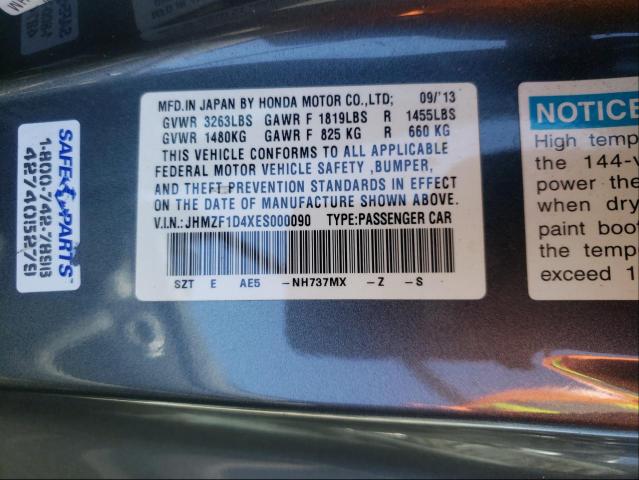 MFD.IN JAPAN BY HONDA MOTOR CO.,LTD; 09/'13
GVWR 3263LBS GAWR F 1819LBS R 1455LBS
GVWR 1480KG GAWR F 825 KG R 660 KG
THIS VEHICLE CONFORMS TO ALL APPLICABLE
FEDERAL MOTOR VEHICLE SAFETY ,BUMPER,
AND THEFT PREVENTION STANDARDS IN EFFECT
ON THE DATE OF MANUFACTURE SHOWN ABOVE.
V.I.N.: JHMZF1D4XES000090 TYPE:PASSENGER CAR
SZT E AE5 -NH737MX -Z -S
NOTICE
High temp
the 144-v
power the
when dry
paint boot
the temp
exceed 1
SAFE PARTS
1-800-742-7893